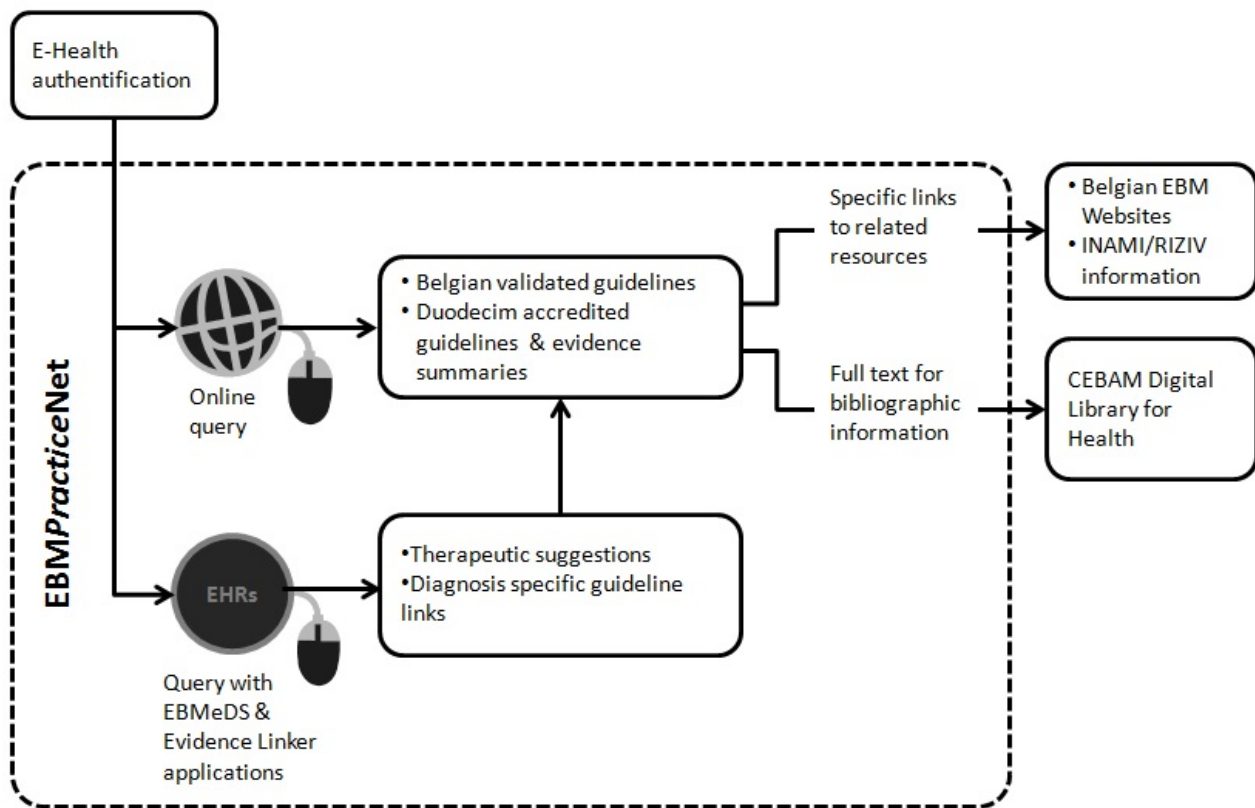 E-Health
authentification
EBMPracticeNet
Online
query
• Belgian validated guidelines
• Duodecim accredited
guidelines & evidence
summaries
Specific links
to related
resources
• Belgian EBM
Websites
• INAMI/RIZIV
information
Full text for
bibliographic
information
CEBAM Digital
Library for
Health
EHRs
Query with
EBMeDS &
Evidence Linker
applications
•Therapeutic suggestions
•Diagnosis specific guideline
links